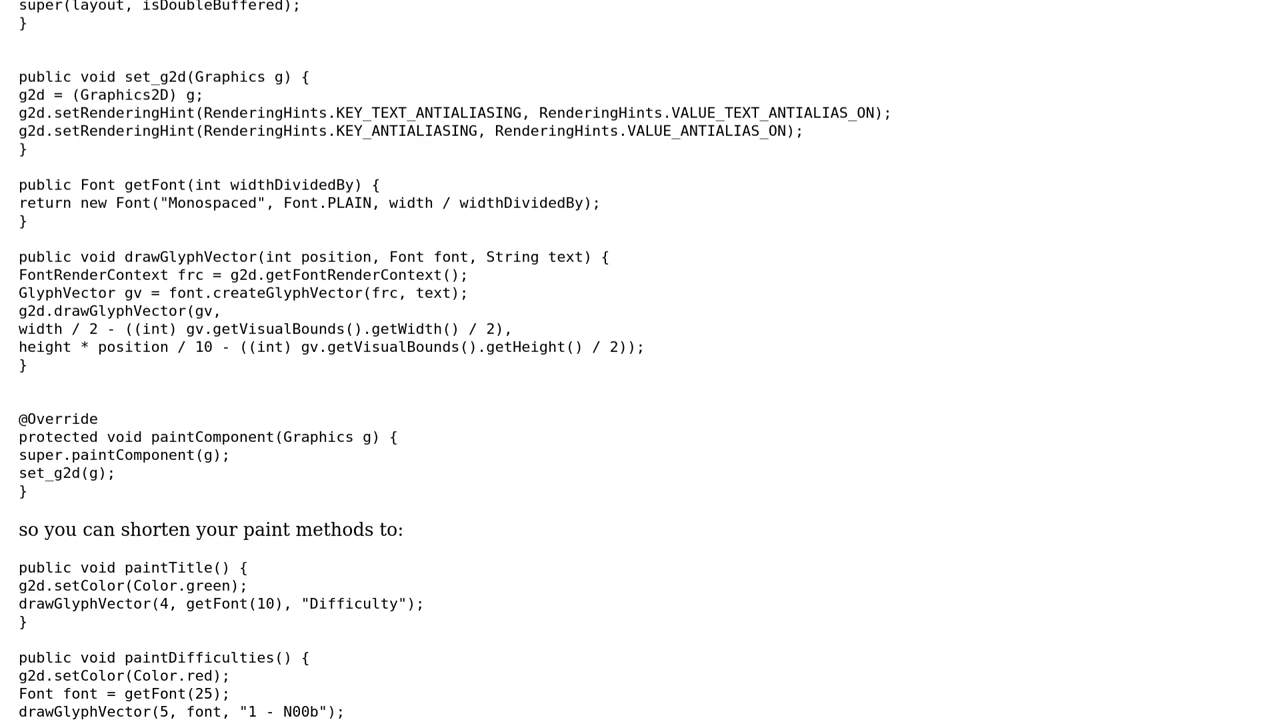 super(layout, isDoubleBuffered);
}
public void set_g2d(Graphics g) {
g2d = (Graphics2D) g;
g2d.setRenderingHint(RenderingHints.KEY_TEXT_ANTIALIASING, RenderingHints.VALUE_TEXT_ANTIALIAS_ON);
g2d.setRenderingHint(RenderingHints.KEY_ANTIALIASING, RenderingHints.VALUE_ANTIALIAS_ON);
}
public Font getFont(int widthDividedBy) {
return new Font("Monospaced", Font.PLAIN, width / widthDividedBy);
}
public void drawGlyphVector(int position, Font font, String text) {
FontRenderContext frc = g2d.getFontRenderContext();
GlyphVector gv = font.createGlyphVector(frc, text);
g2d.drawGlyphVector(gv,
width / 2 - ((int) gv.getVisualBounds().getWidth() / 2),
height * position / 10 - ((int) gv.getVisualBounds().getHeight() / 2));
}
@Override
protected void paintComponent(Graphics g) {
super.paintComponent(g);
set_g2d(g);
}
so you can shorten your paint methods to:
public void paintTitle() {
g2d.setColor(Color.green);
drawGlyphVector(4, getFont(10), "Difficulty");
}
public void paintDifficulties() {
g2d.setColor(Color.red);
Font font = getFont(25);
drawGlyphVector(5, font, "1 - N00b");